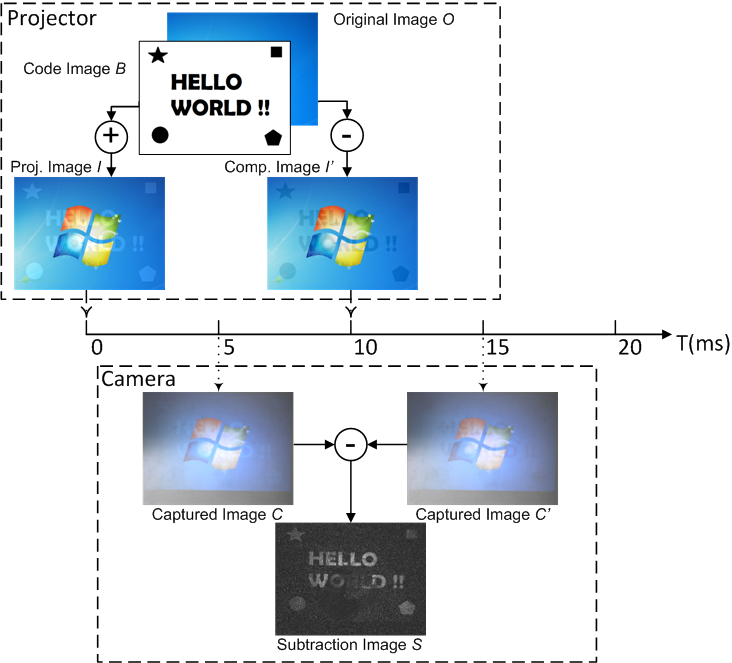 Projector
Original Image O
Code Image B
HELLO
WORLD !!
+
-
Proj. Image I
Comp. Image I'
HELLO
WORLD !!
HELLO
WORLD !!
0 5 10 15 20 T(ms)
Camera
-
Captured Image C
Captured Image C'
HELLO
WORLD !!
Subtraction Image S